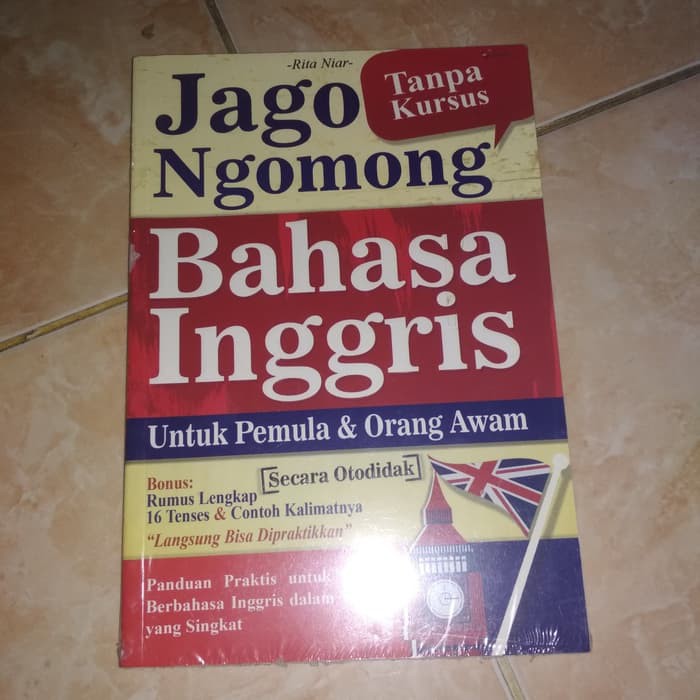 -Rita Niar-
Jago
Tanpa
Kursus
Ngomong
Bahasa
Inggris
Untuk Pemula & Orang Awam
[Secara Otodidak]
Bonus:
Rumus Lengkap
16 Tenses & Contoh Kalimatnya
“Langsung Bisa Dipraktikkan”
Panduan Praktis untuk
Berbahasa Inggris dalam
yang Singkat